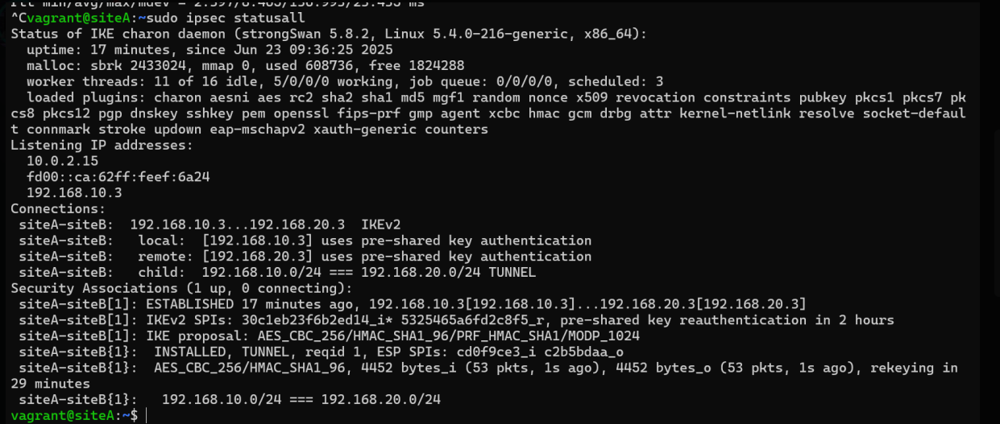 rtt min/avg/max/mdev = 2.597/8.466/156.995/25.456 ms
^Cvagrant@siteA:~sudo ipsec statusall
Status of IKE charon daemon (strongSwan 5.8.2, Linux 5.4.0-216-generic, x86_64):
  uptime: 17 minutes, since Jun 23 09:36:25 2025
  malloc: sbrk 2433024, mmap 0, used 608736, free 1824288
  worker threads: 11 of 16 idle, 5/0/0/0 working, job queue: 0/0/0/0, scheduled: 3
  loaded plugins: charon aesni aes rc2 sha2 sha1 md5 mgf1 random nonce x509 revocation constraints pubkey pkcs1 pkcs7 pk
cs8 pkcs12 pgp dnskey sshkey pem openssl fips-prf gmp agent xcbc hmac gcm drbg attr kernel-netlink resolve socket-defaul
t connmark stroke updown eap-mschapv2 xauth-generic counters
Listening IP addresses:
  10.0.2.15
  fd00::ca:62ff:feef:6a24
  192.168.10.3
Connections:
 siteA-siteB:  192.168.10.3...192.168.20.3  IKEv2
 siteA-siteB:   local:  [192.168.10.3] uses pre-shared key authentication
 siteA-siteB:   remote: [192.168.20.3] uses pre-shared key authentication
 siteA-siteB:   child:  192.168.10.0/24 === 192.168.20.0/24 TUNNEL
Security Associations (1 up, 0 connecting):
 siteA-siteB[1]: ESTABLISHED 17 minutes ago, 192.168.10.3[192.168.10.3]...192.168.20.3[192.168.20.3]
 siteA-siteB[1]: IKEv2 SPIs: 30c1eb23f6b2ed14_i* 5325465a6fd2c8f5_r, pre-shared key reauthentication in 2 hours
 siteA-siteB[1]: IKE proposal: AES_CBC_256/HMAC_SHA1_96/PRF_HMAC_SHA1/MODP_1024
 siteA-siteB{1}:  INSTALLED, TUNNEL, reqid 1, ESP SPIs: cd0f9ce3_i c2b5bdaa_o
 siteA-siteB{1}:  AES_CBC_256/HMAC_SHA1_96, 4452 bytes_i (53 pkts, 1s ago), 4452 bytes_o (53 pkts, 1s ago), rekeying in
29 minutes
 siteA-siteB{1}:   192.168.10.0/24 === 192.168.20.0/24
vagrant@siteA:~$